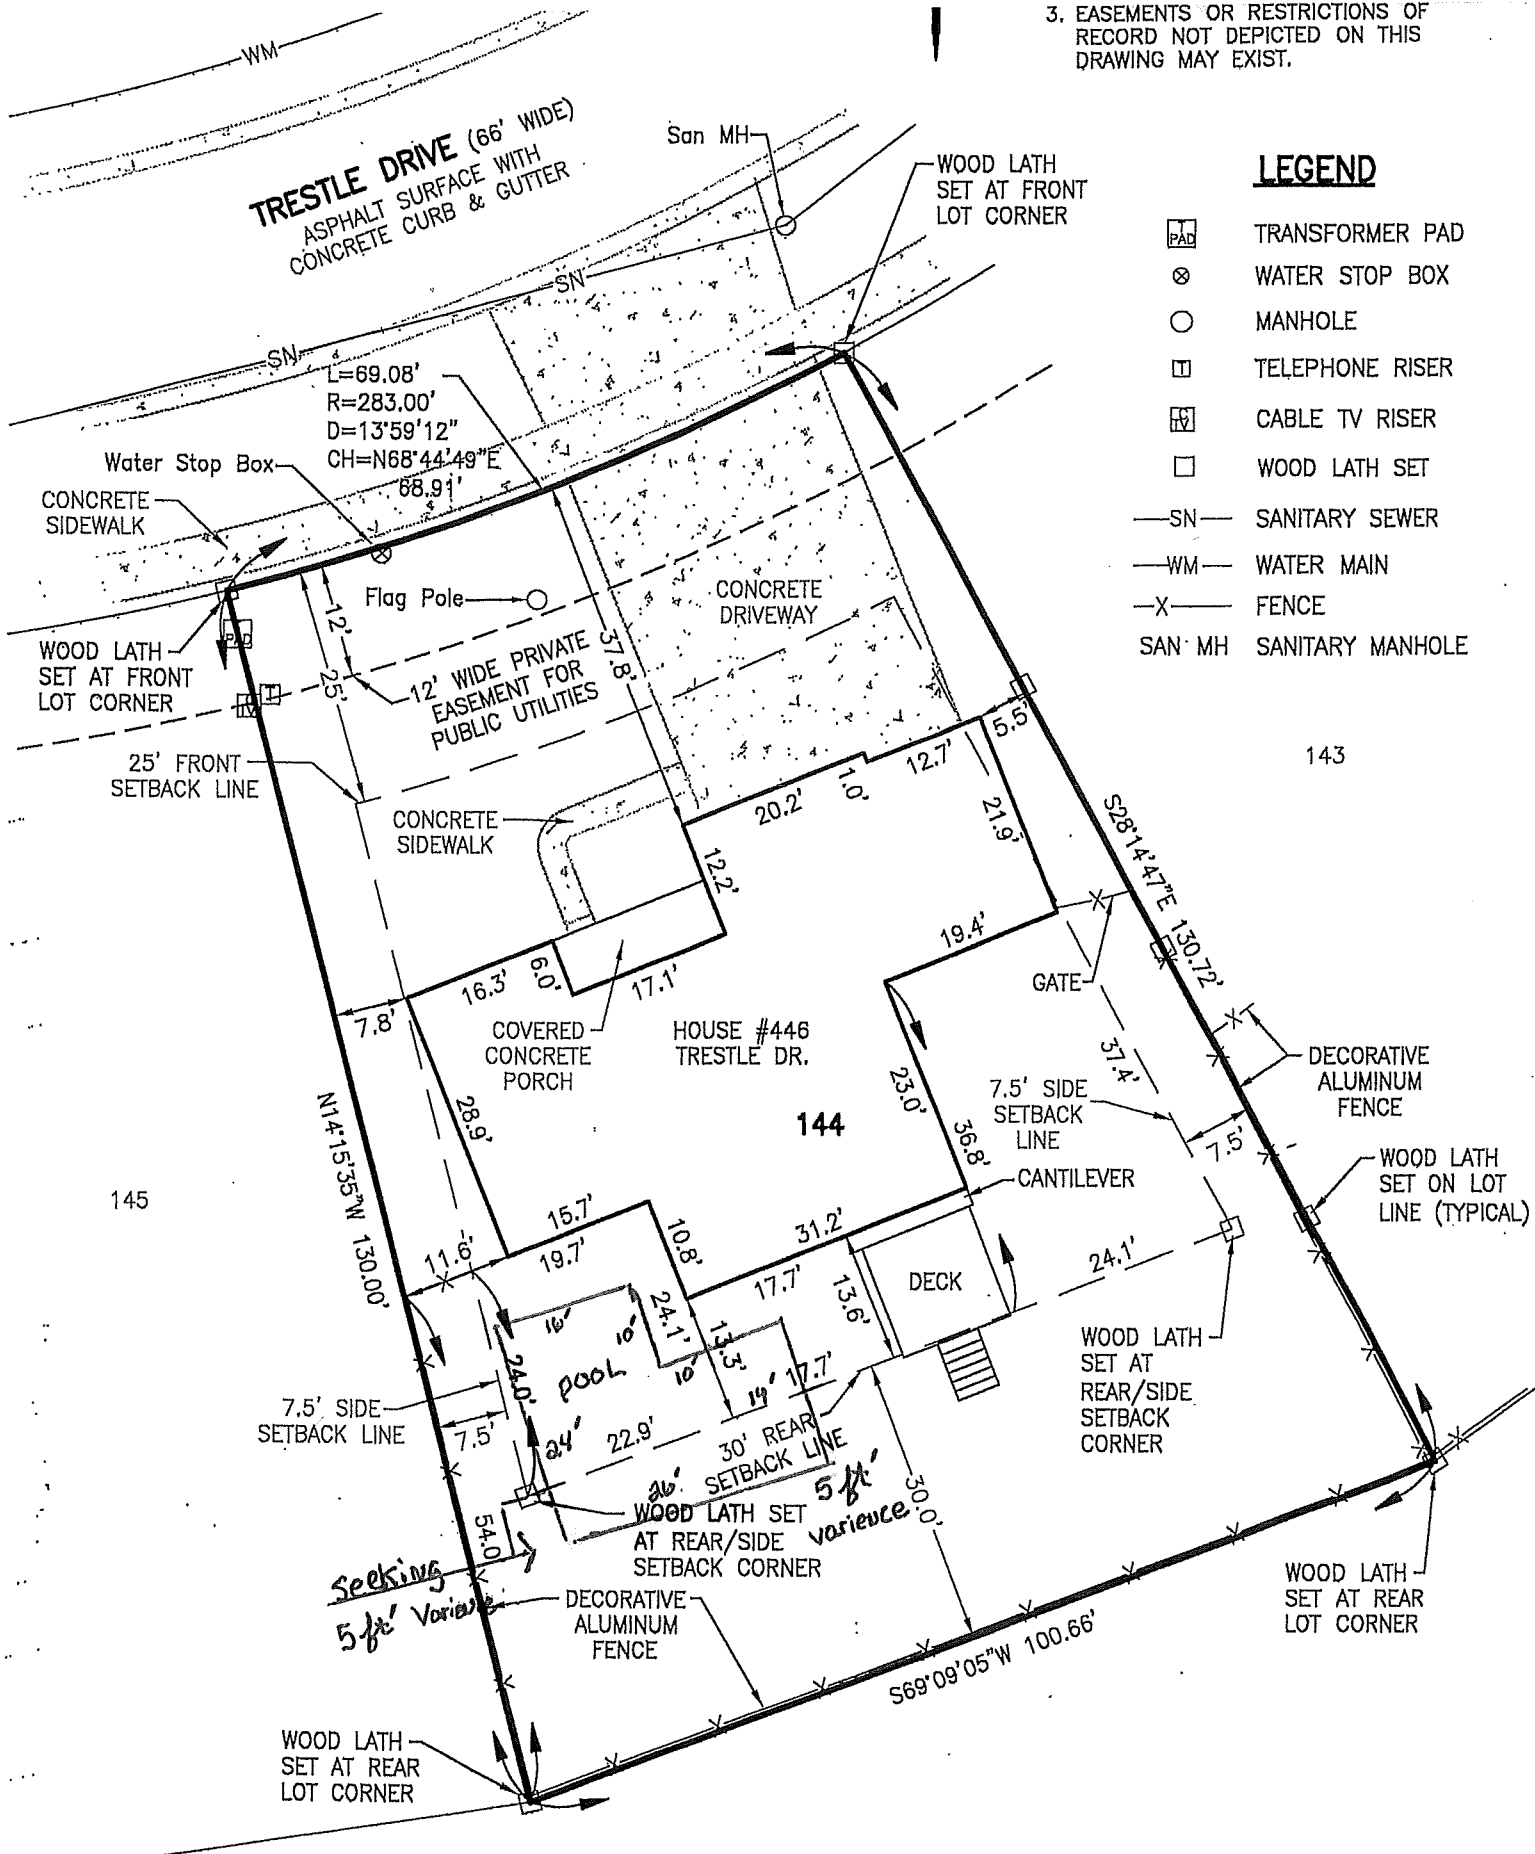 3. EASEMENTS OR RESTRICTIONS OF
RECORD NOT DEPICTED ON THIS
DRAWING MAY EXIST.
WM
TRESTLE DRIVE (66' WIDE)
ASPHALT SURFACE WITH
CONCRETE CURB & GUTTER
San MH
WOOD LATH
SET AT FRONT
LOT CORNER
LEGEND
T
PAD
TRANSFORMER PAD
WATER STOP BOX
MANHOLE
T
TELEPHONE RISER
C
TV
CABLE TV RISER
WOOD LATH SET
SN
SANITARY SEWER
WM
WATER MAIN
X
FENCE
SAN MH
SANITARY MANHOLE
SN
SN
L=69.08'
R=283.00'
D=13°59'12"
CH=N68°44'49"E
68.91'
Water Stop Box
CONCRETE
SIDEWALK
Flag Pole
CONCRETE
DRIVEWAY
WOOD LATH
SET AT FRONT
LOT CORNER
PAD
T
TV
12'
25'
37.8'
12' WIDE PRIVATE
EASEMENT FOR
PUBLIC UTILITIES
25' FRONT
SETBACK LINE
5.5'
143
12.7'
1.0'
20.2'
21.9'
CONCRETE
SIDEWALK
12.2'
S28°14'47"E 130.72'
19.4'
16.3'
6.0'
17.1'
7.8'
GATE
COVERED
CONCRETE
PORCH
HOUSE #446
TRESTLE DR.
37.4'
DECORATIVE
ALUMINUM
FENCE
23.0'
7.5' SIDE
SETBACK
LINE
28.9'
144
36.8'
7.5'
N14°15'35"W 130.00'
WOOD LATH
SET ON LOT
LINE (TYPICAL)
CANTILEVER
145
15.7'
10.8'
31.2'
11.6'
19.7'
17.7'
13.6'
DECK
24.1'
24.1'
16'
10'
13.3'
10'
POOL
24.0'
17.7'
14'
WOOD LATH
SET AT
REAR/SIDE
SETBACK
CORNER
7.5' SIDE
SETBACK LINE
7.5'
24'
22.9'
30' REAR
SETBACK LINE
26'
5 ft'
varience
30.0'
WOOD LATH SET
AT REAR/SIDE
SETBACK CORNER
54.0
seeking
5 ft' Varience
DECORATIVE
ALUMINUM
FENCE
WOOD LATH
SET AT REAR
LOT CORNER
S69°09'05"W 100.66'
WOOD LATH
SET AT REAR
LOT CORNER